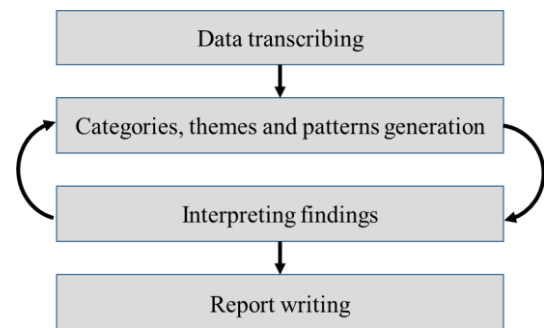 Data transcribing
Categories, themes and patterns generation
Interpreting findings
Report writing